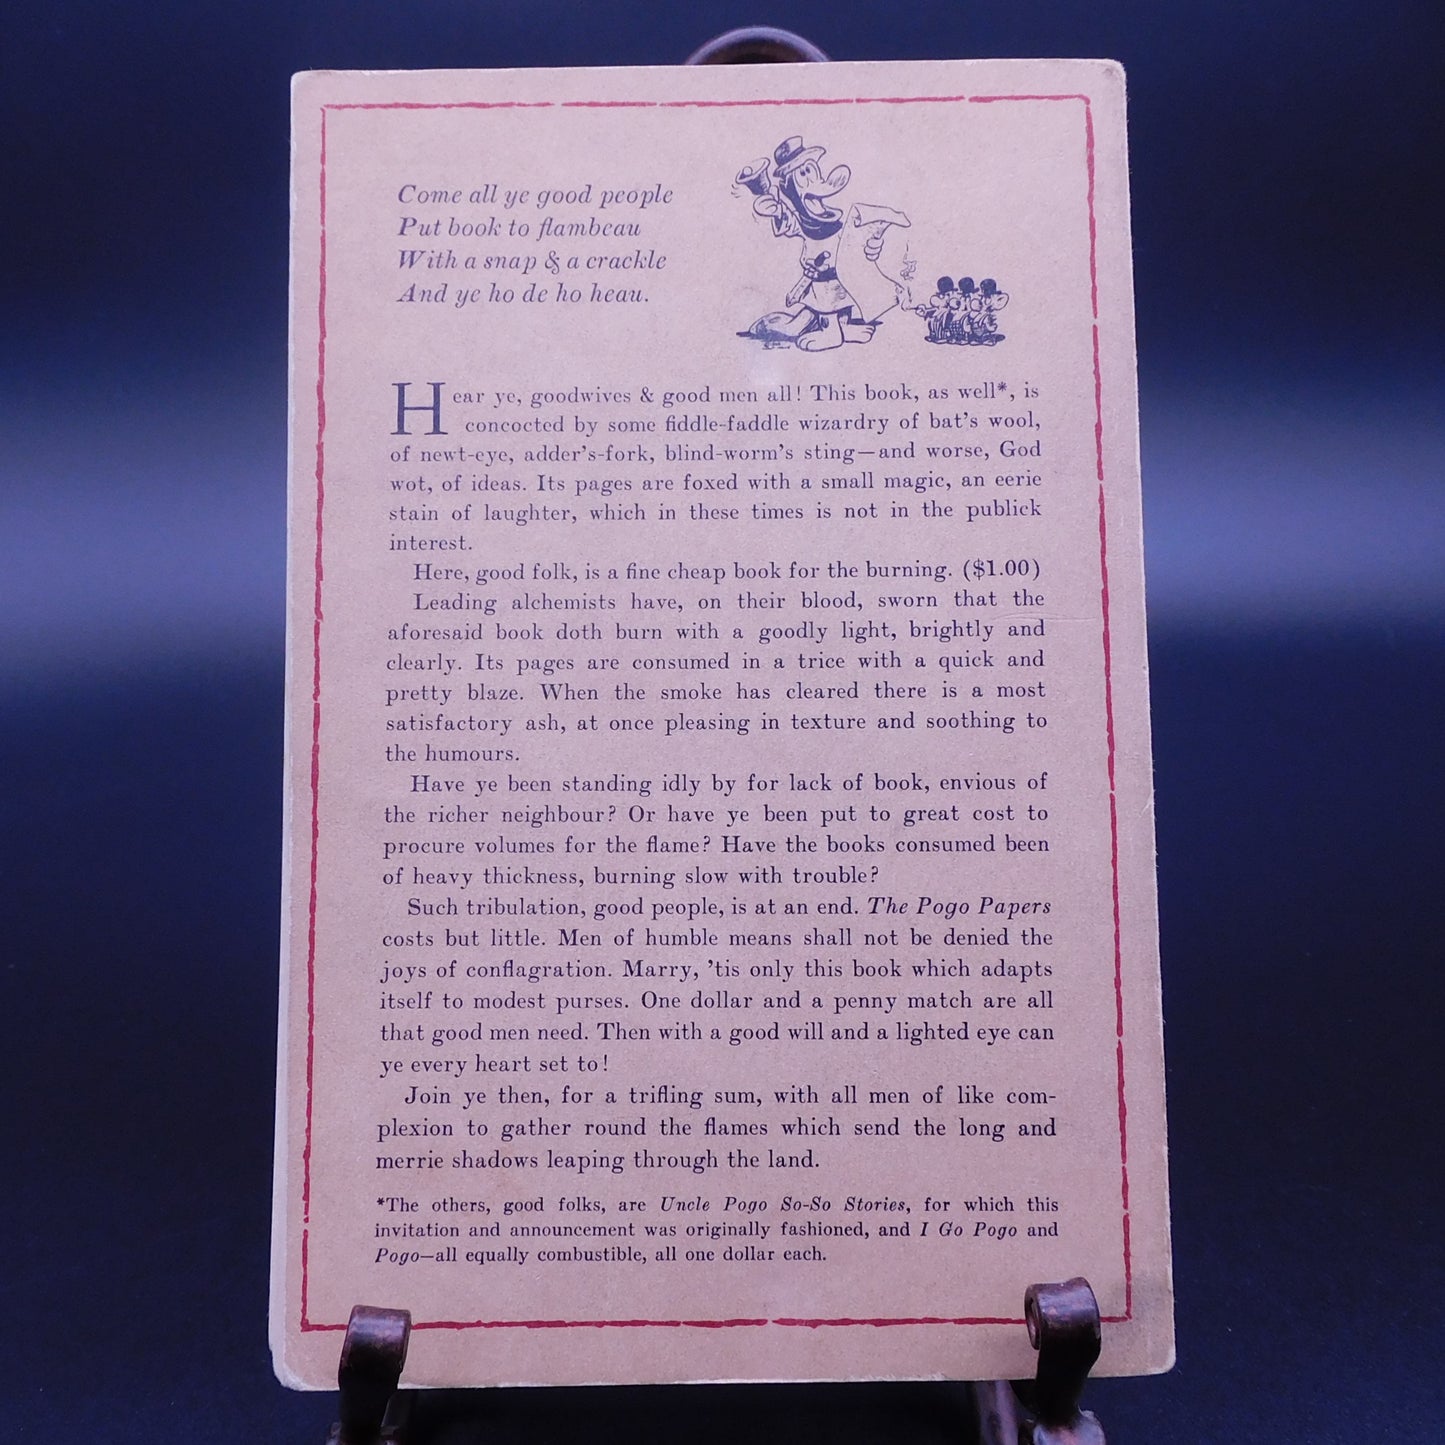 Come all ye good people
Put book to flambeau
With a snap & a crackle
And ye ho de ho heau.
Hear ye, goodwives & good men all! This book, as well*, is
concocted by some fiddle-faddle wizardry of bat's wool,
of newt-eye, adder's-fork, blind-worm's sting—and worse, God
wot, of ideas. Its pages are foxed with a small magic, an eerie
stain of laughter, which in these times is not in the publick
interest.
Here, good folk, is a fine cheap book for the burning. ($1.00)
Leading alchemists have, on their blood, sworn that the
aforesaid book doth burn with a goodly light, brightly and
clearly. Its pages are consumed in a trice with a quick and
pretty blaze. When the smoke has cleared there is a most
satisfactory ash, at once pleasing in texture and soothing to
the humours.
Have ye been standing idly by for lack of book, envious of
the richer neighbour? Or have ye been put to great cost to
procure volumes for the flame? Have the books consumed been
of heavy thickness, burning slow with trouble?
Such tribulation, good people, is at an end. The Pogo Papers
costs but little. Men of humble means shall not be denied the
joys of conflagration. Marry, 'tis only this book which adapts
itself to modest purses. One dollar and a penny match are all
that good men need. Then with a good will and a lighted eye can
ye every heart set to!
Join ye then, for a trifling sum, with all men of like com-
plexion to gather round the flames which send the long and
merrie shadows leaping through the land.
*The others, good folks, are Uncle Pogo So-So Stories, for which this
invitation and announcement was originally fashioned, and I Go Pogo and
Pogo—all equally combustible, all one dollar each.